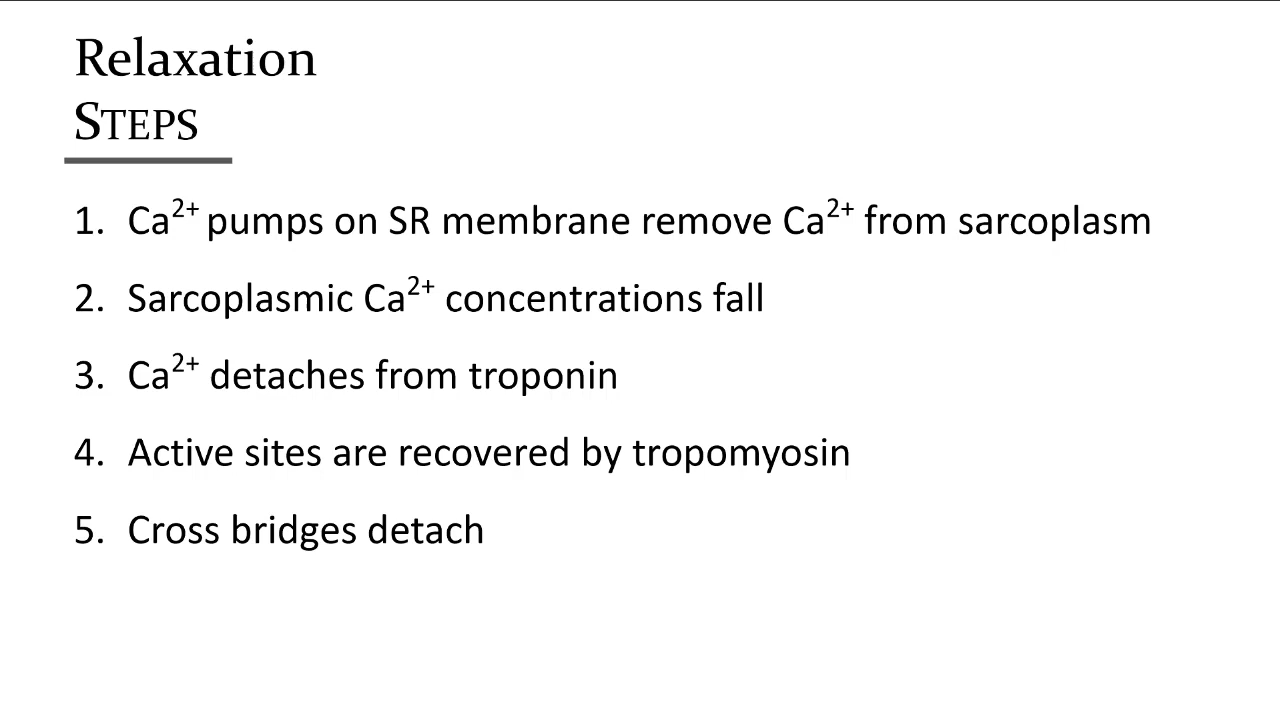 Relaxation
STEPS
1. Ca²⁺ pumps on SR membrane remove Ca²⁺ from sarcoplasm
2. Sarcoplasmic Ca²⁺ concentrations fall
3. Ca²⁺ detaches from troponin
4. Active sites are recovered by tropomyosin
5. Cross bridges detach